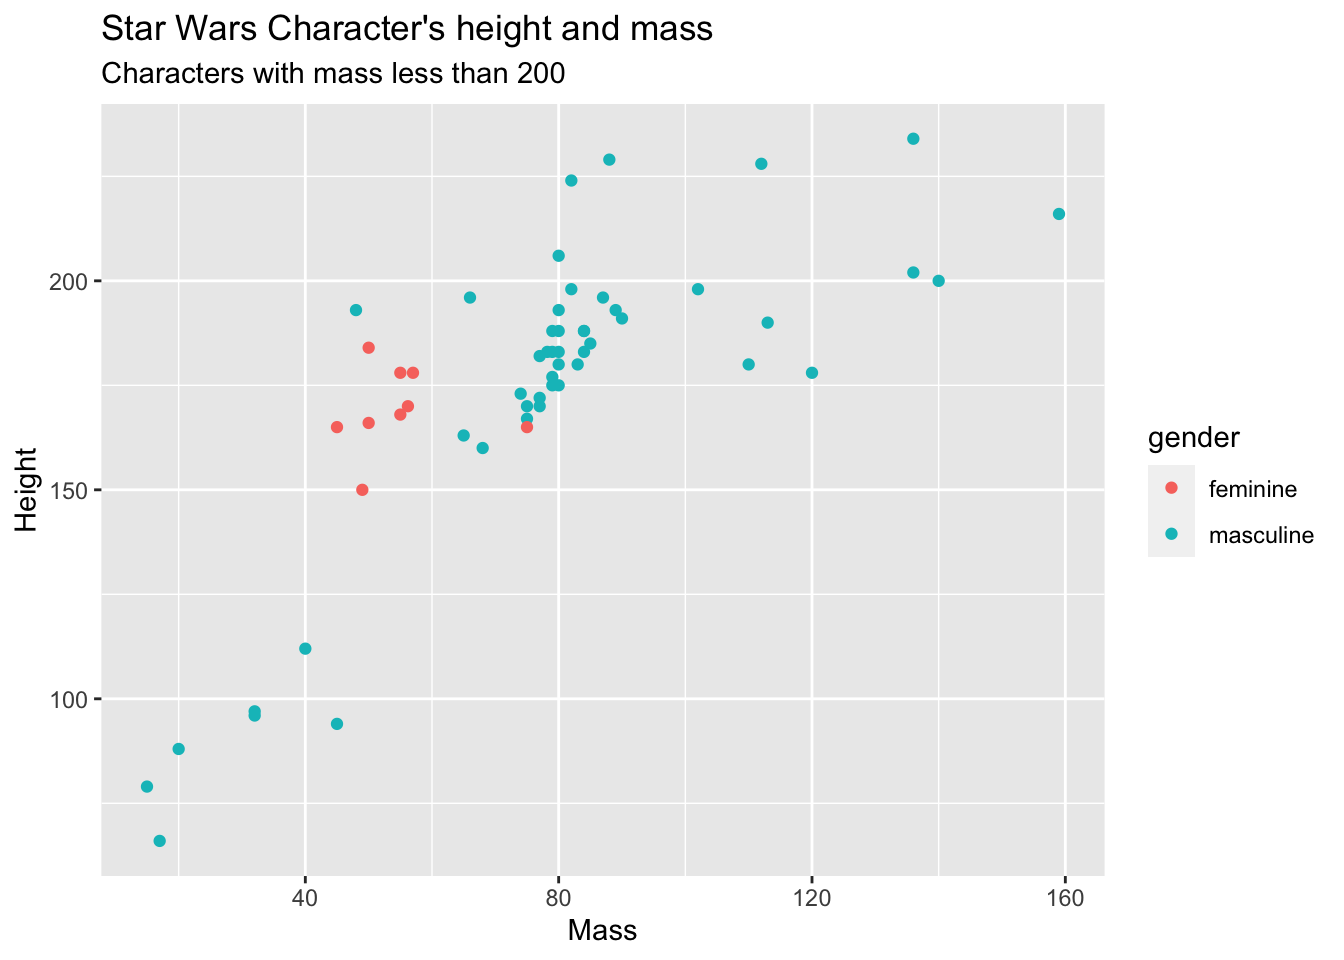 Star Wars Character's height and mass
Characters with mass less than 200
Height
200
150
100
40 80 120 160
Mass
gender
feminine
masculine